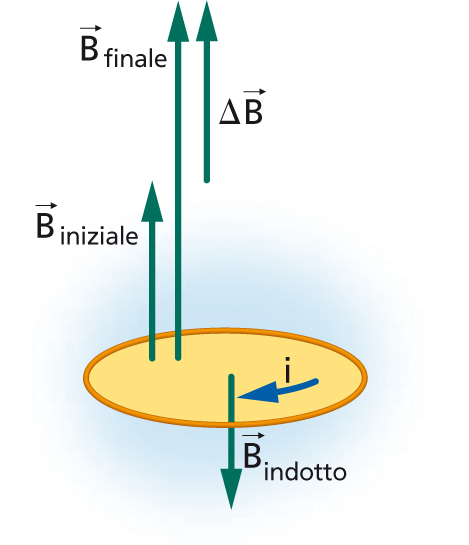 B⃗ finale
ΔB⃗
B⃗ iniziale
i
B⃗ indotto